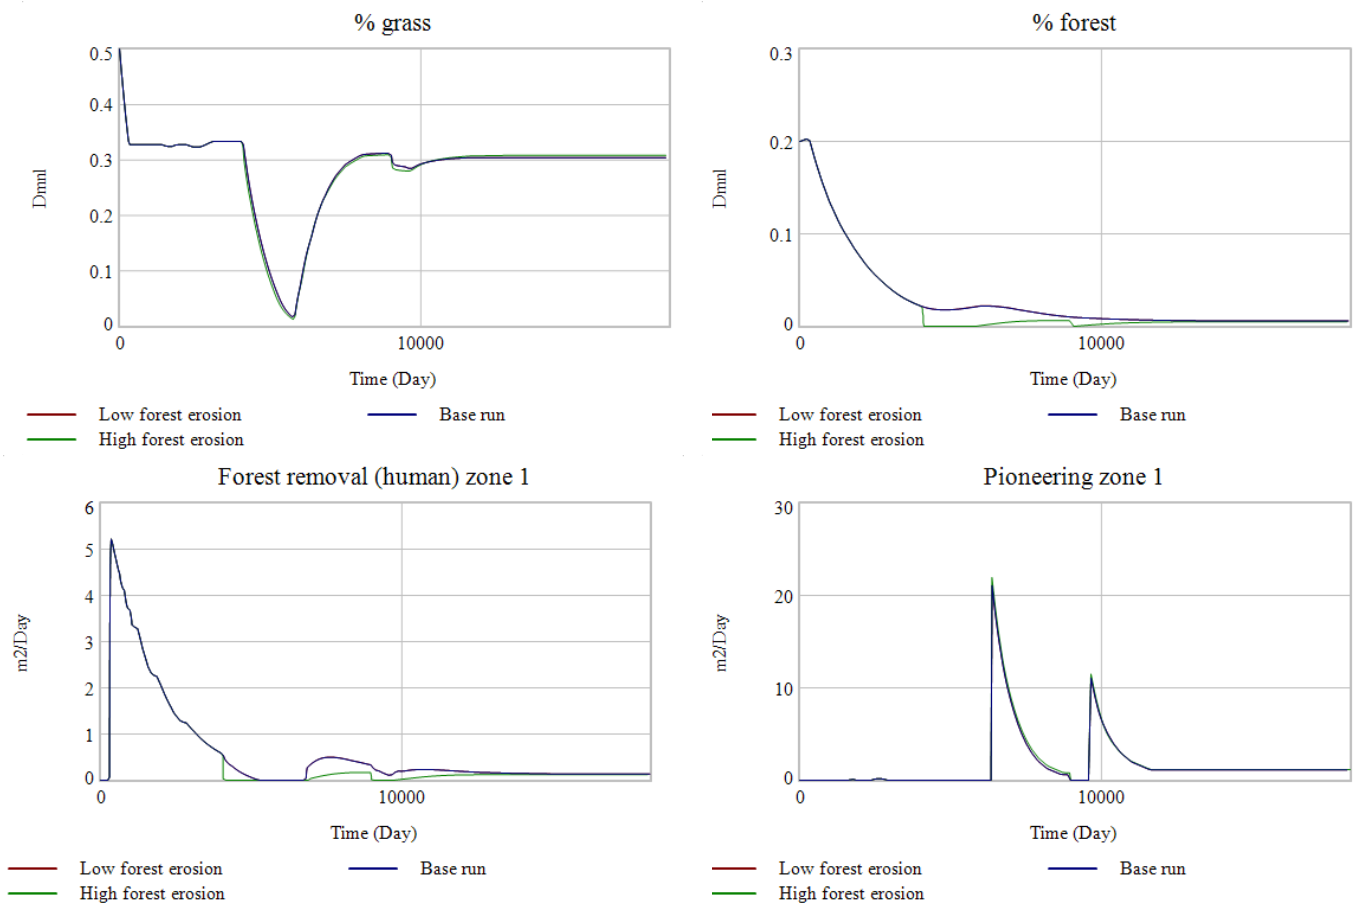 % grass
0.5
0.4
0.3
0.2
0.1
0
Dmnl
0
10000
Time (Day)
Low forest erosion
Base run
High forest erosion
% forest
0.3
0.2
0.1
0
Dmnl
0
10000
Time (Day)
Low forest erosion
Base run
High forest erosion
Forest removal (human) zone 1
6
5
4
3
2
1
0
m2/Day
0
10000
Time (Day)
Low forest erosion
Base run
High forest erosion
Pioneering zone 1
30
20
10
0
m2/Day
0
10000
Time (Day)
Low forest erosion
Base run
High forest erosion